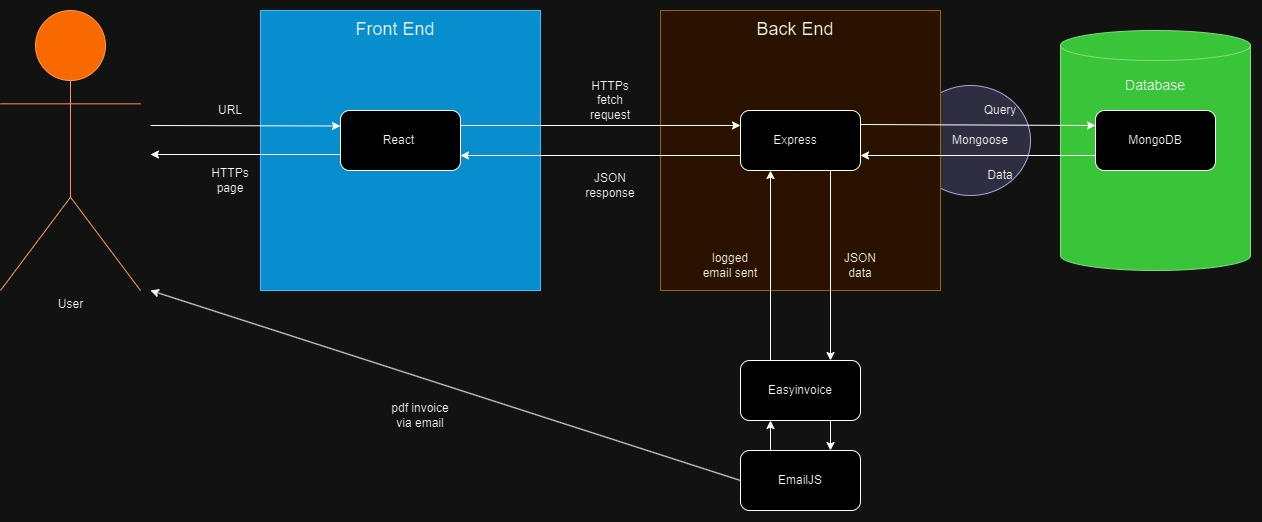 Front End
Back End
Database
URL
HTTPs
fetch
request
Query
React
Express
Mongoose
MongoDB
HTTPs
page
JSON
response
Data
logged
email sent
JSON
data
User
Easyinvoice
pdf invoice
via email
EmailJS